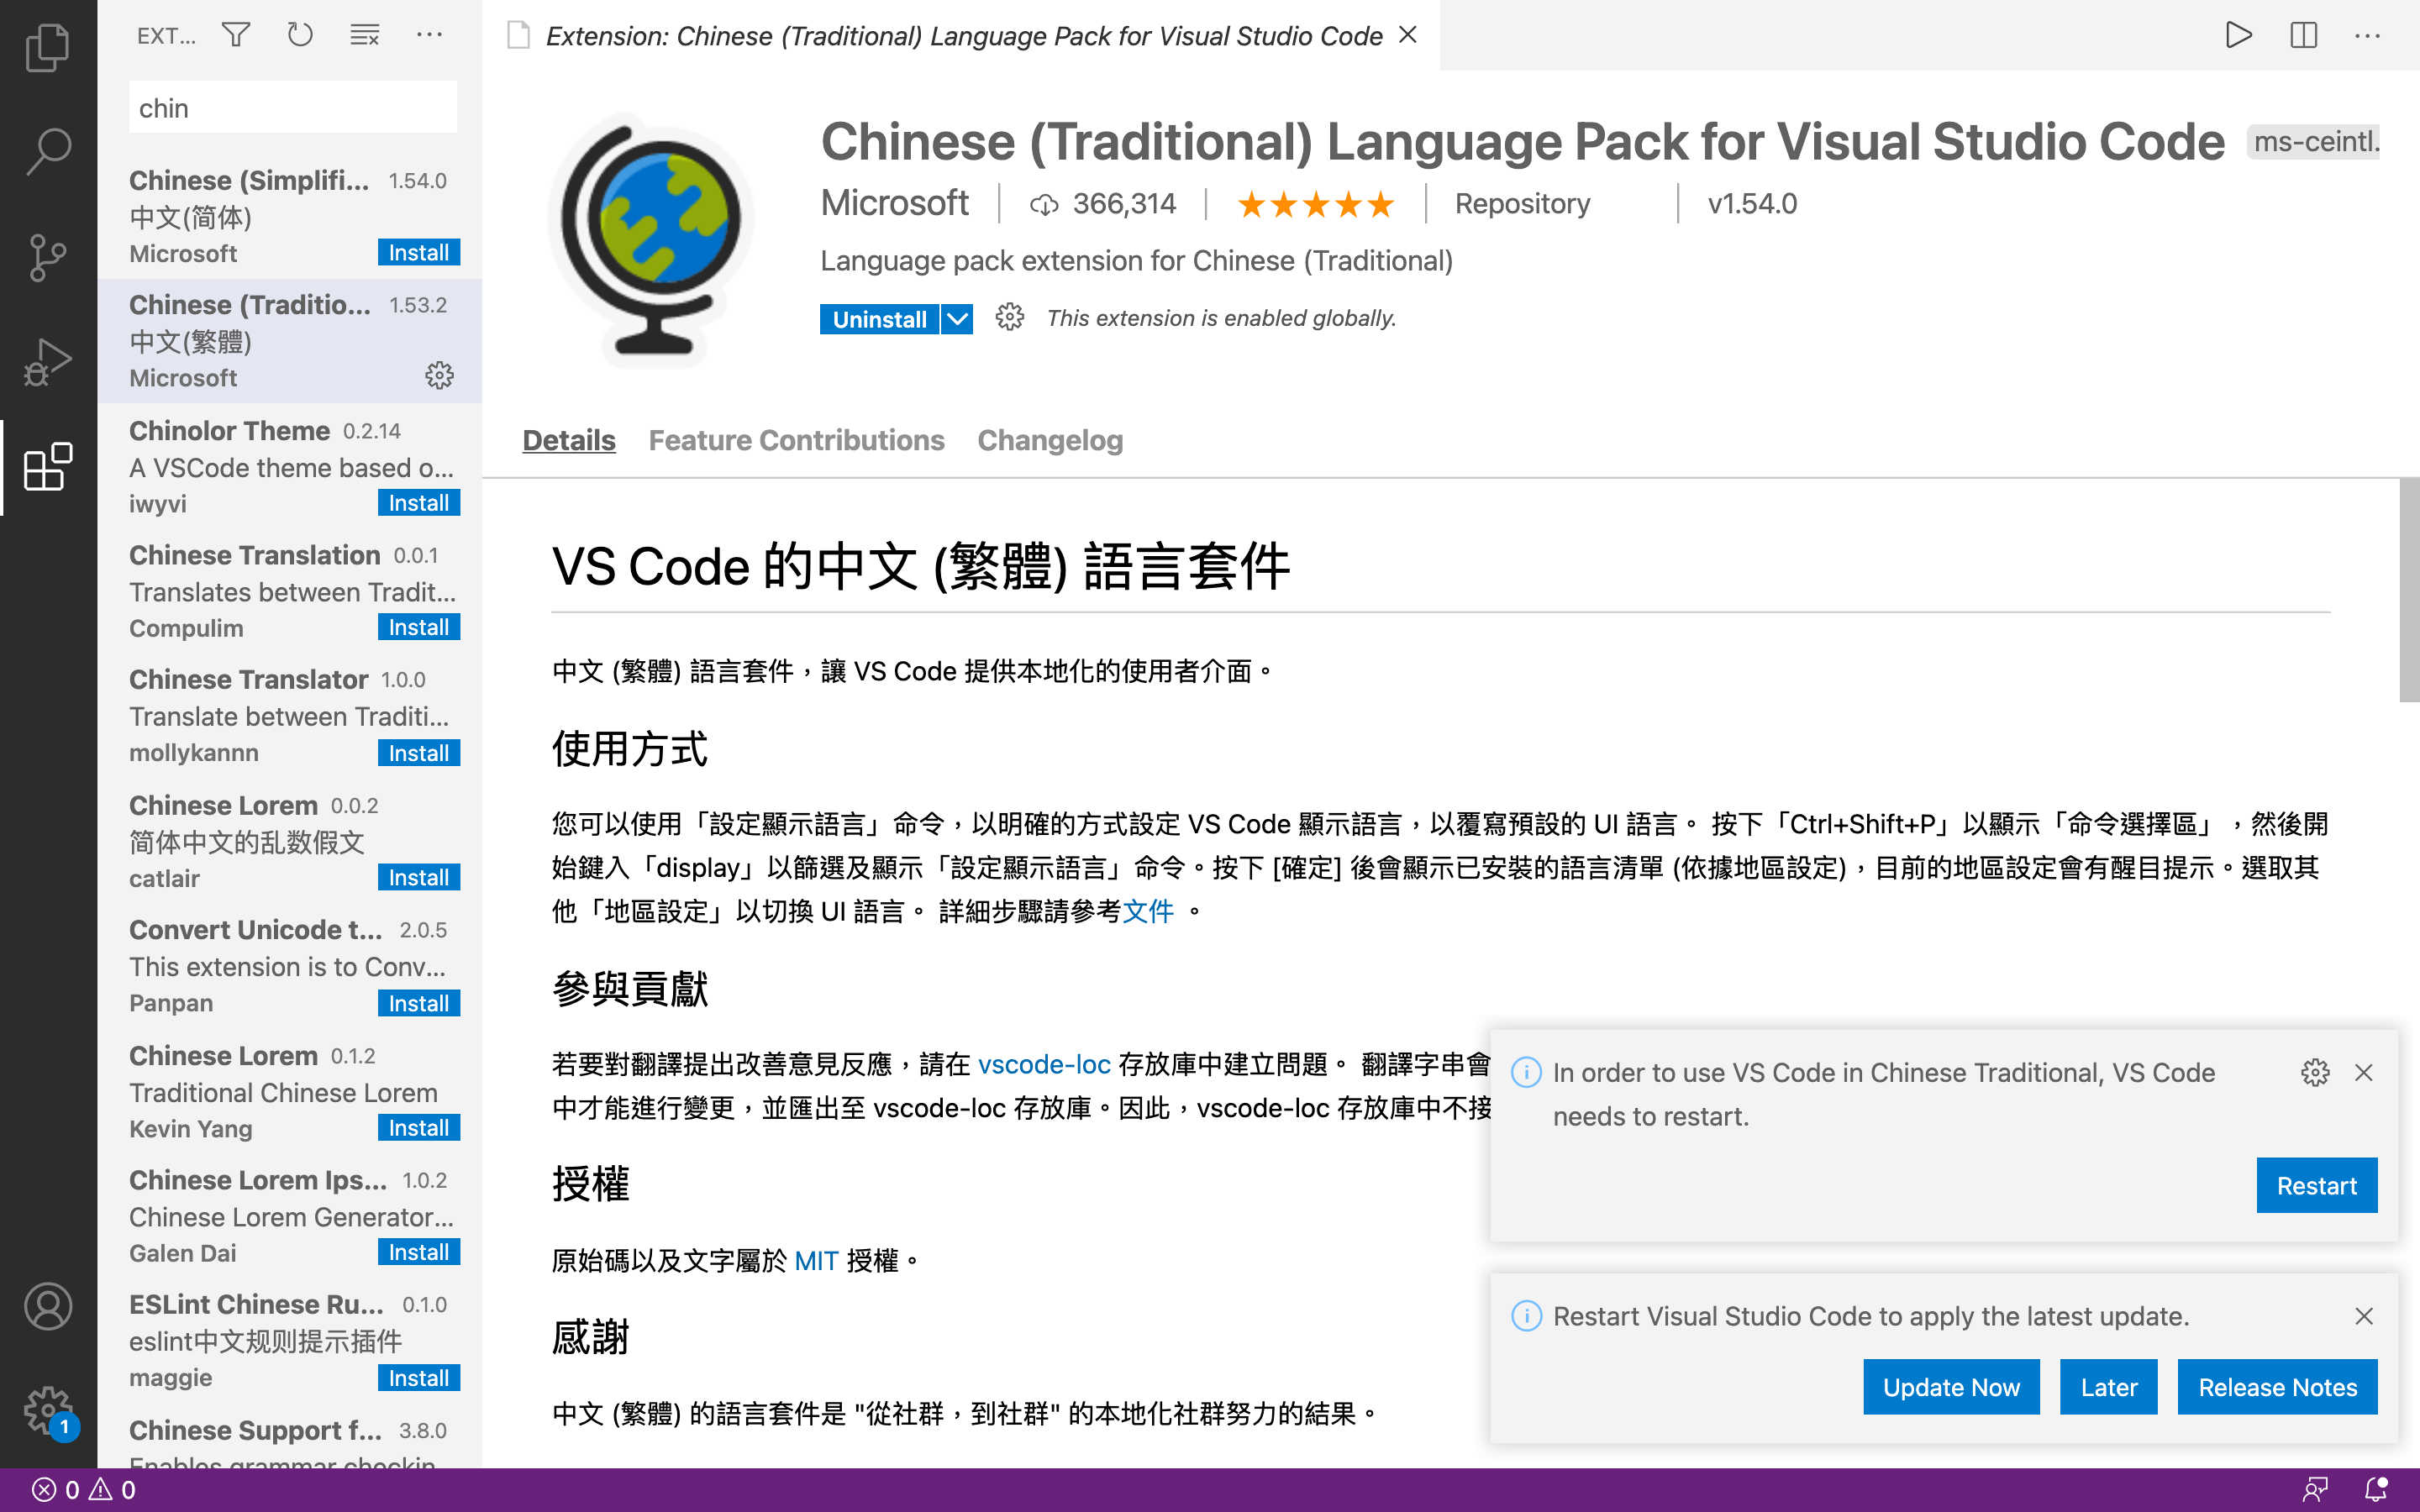 EXT...
Extension: Chinese (Traditional) Language Pack for Visual Studio Code
chin
Chinese (Simplifi... 1.54.0
中文(简体)
Microsoft Install
Chinese (Traditio... 1.53.2
中文(繁體)
Microsoft
Chinolor Theme 0.2.14
A VSCode theme based o...
iwyvi Install
Chinese Translation 0.0.1
Translates between Tradit...
Compulim Install
Chinese Translator 1.0.0
Translate between Traditi...
mollykannn Install
Chinese Lorem 0.0.2
简体中文的乱数假文
catlair Install
Convert Unicode t... 2.0.5
This extension is to Conv...
Panpan Install
Chinese Lorem 0.1.2
Traditional Chinese Lorem
Kevin Yang Install
Chinese Lorem Ips... 1.0.2
Chinese Lorem Generator...
Galen Dai Install
ESLint Chinese Ru... 0.1.0
eslint中文规则提示插件
maggie Install
Chinese Support f... 3.8.0
Enables grammar checkin
Chinese (Traditional) Language Pack for Visual Studio Code ms-ceintl.
Microsoft 366,314 Repository v1.54.0
Language pack extension for Chinese (Traditional)
Uninstall This extension is enabled globally.
Details Feature Contributions Changelog
VS Code 的中文 (繁體) 語言套件
中文 (繁體) 語言套件，讓 VS Code 提供本地化的使用者介面。
使用方式
您可以使用「設定顯示語言」命令，以明確的方式設定 VS Code 顯示語言，以覆寫預設的 UI 語言。 按下「Ctrl+Shift+P」以顯示「命令選擇區」，然後開
始鍵入「display」以篩選及顯示「設定顯示語言」命令。按下 [確定] 後會顯示已安裝的語言清單 (依據地區設定)，目前的地區設定會有醒目提示。選取其
他「地區設定」以切換 UI 語言。 詳細步驟請參考文件 。
參與貢獻
若要對翻譯提出改善意見反應，請在 vscode-loc 存放庫中建立問題。 翻譯字串會
中才能進行變更，並匯出至 vscode-loc 存放庫。因此，vscode-loc 存放庫中不接
授權
原始碼以及文字屬於 MIT 授權。
感謝
中文 (繁體) 的語言套件是 "從社群，到社群" 的本地化社群努力的結果。
In order to use VS Code in Chinese Traditional, VS Code
needs to restart.
Restart
Restart Visual Studio Code to apply the latest update.
Update Now Later Release Notes
1
0 0